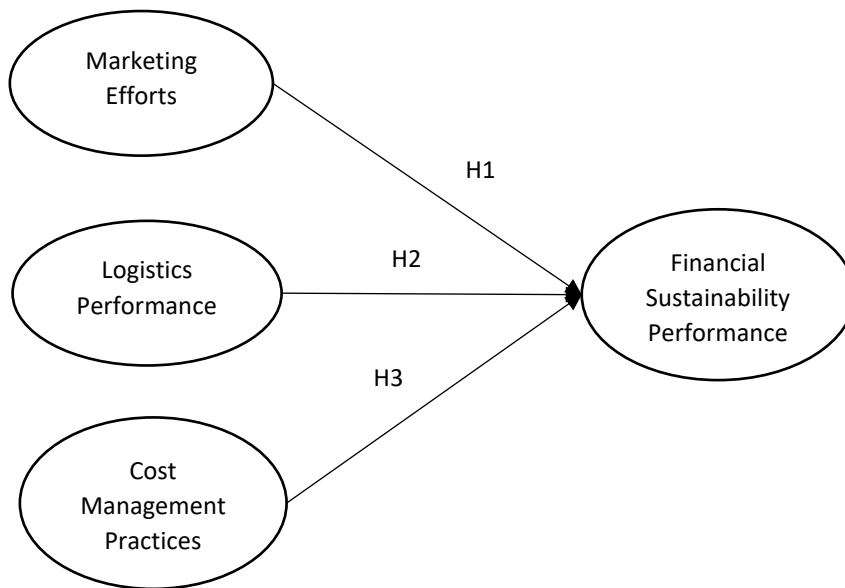 Marketing
Efforts
H1
Logistics
Performance
H2
Financial
Sustainability
Performance
H3
Cost
Management
Practices